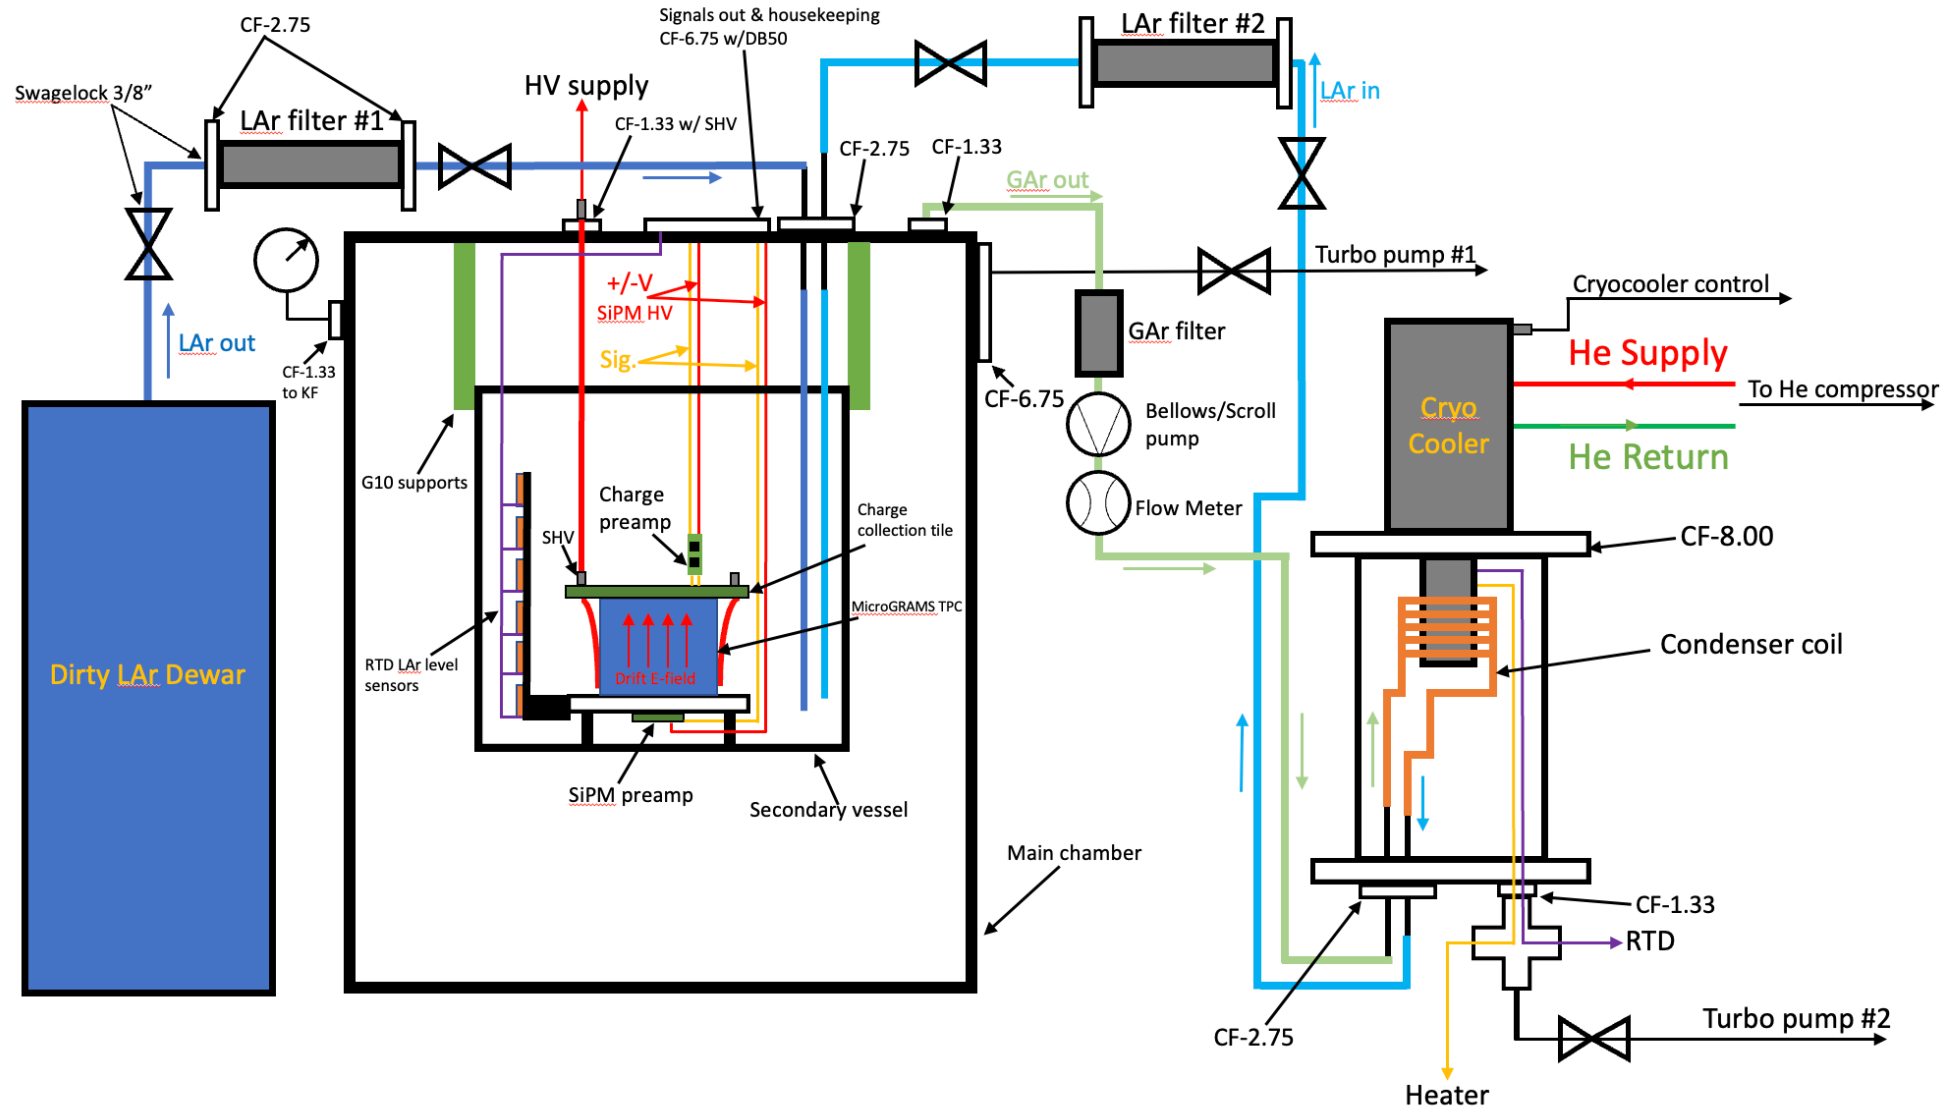 CF-2.75
Signals out & housekeeping
CF-6.75 w/DB50
LAr filter #2
Swagelock 3/8”
HV supply
LAr in
LAr filter #1
CF-1.33 w/ SHV
CF-2.75
CF-1.33
GAr out
Turbo pump #1
Cryocooler control
+/-V
SiPM HV
GAr filter
LAr out
He Supply
Sig.
CF-1.33
to KF
CF-6.75
To He compressor
Cryo
Cooler
Bellows/Scroll
pump
He Return
G10 supports
Charge
preamp
Charge
collection tile
Flow Meter
SHV
CF-8.00
MicroGRAMS TPC
Condenser coil
RTD LAr level
sensors
Drift E-field
Dirty LAr Dewar
SiPM preamp
Secondary vessel
Main chamber
CF-1.33
RTD
CF-2.75
Turbo pump #2
Heater